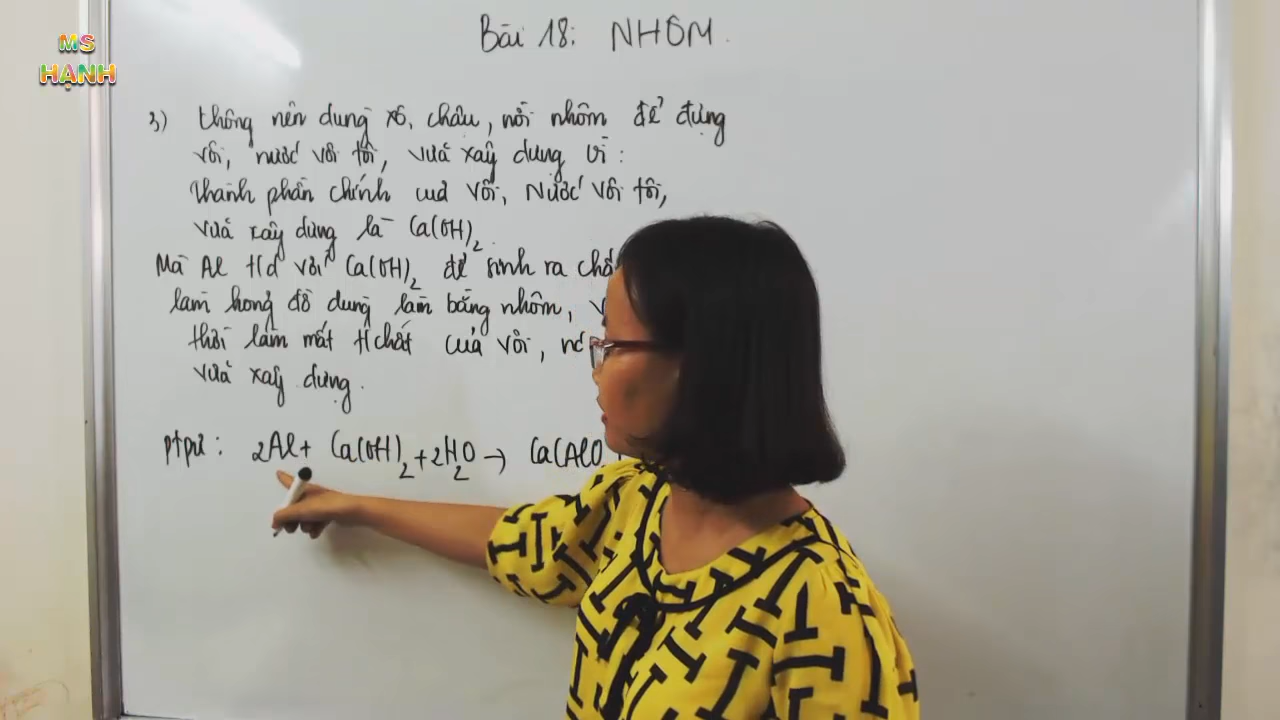 MS
HẠNH
Bài 18: NHÔM.
3) Không nên dùng xô, chậu, nồi nhôm để đựng
vôi, nước vôi tôi, vữa xây dựng vì:
thành phần chính của vôi, nước vôi tôi,
vữa xây dựng là Ca(OH)2.
Mà Al t/d với Ca(OH)2 để sinh ra
làm hỏng đồ dùng làm bằng nhôm,
thời làm mất t/chất của vôi,
vữa xây dựng.
ptpư: 2Al + Ca(OH)2 + 2H2O → Ca(AlO